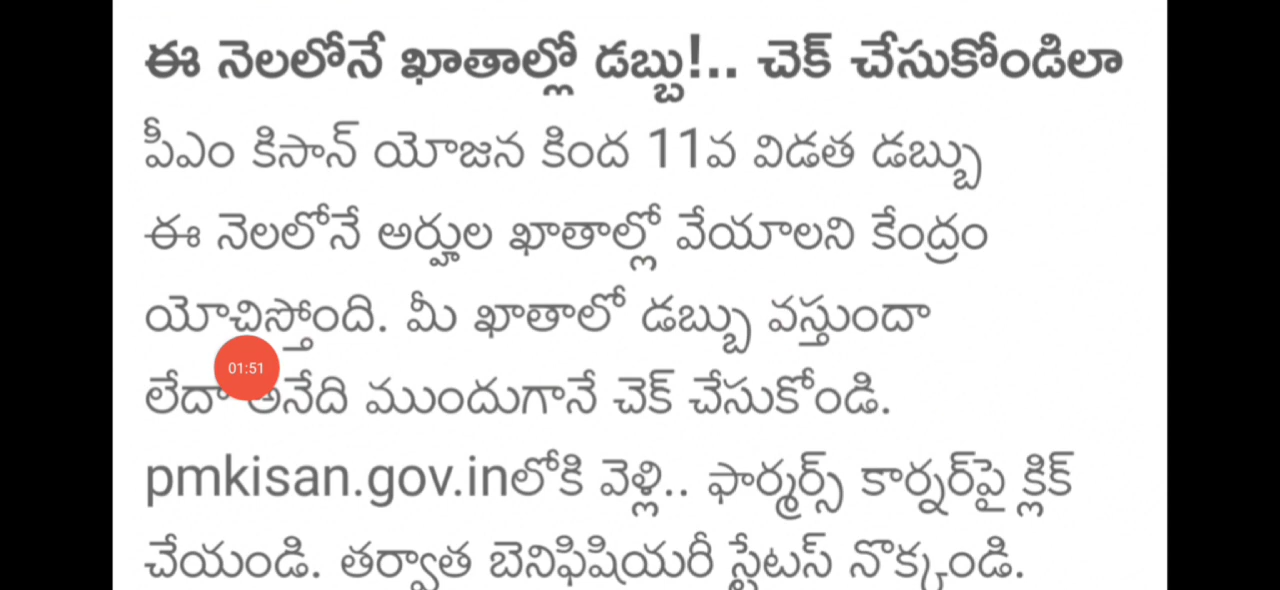 ఈ నెలలోనే ఖాతాల్లో డబ్బు!.. చెక్ చేసుకోండిలా
పీఎం కిసాన్ యోజన కింద 11వ విడత డబ్బు
ఈ నెలలోనే అర్హుల ఖాతాల్లో వేయాలని కేంద్రం
యోచిస్తోంది. మీ ఖాతాలో డబ్బు వస్తుందా
01:51
లేదా అనేది ముందుగానే చెక్ చేసుకోండి.
pmkisan.gov.inలోకి వెళ్లి.. ఫార్మర్స్ కార్నర్‌పై క్లిక్
చేయండి. తర్వాత బెనిఫిషియరీ స్టేటస్ నొక్కండి.